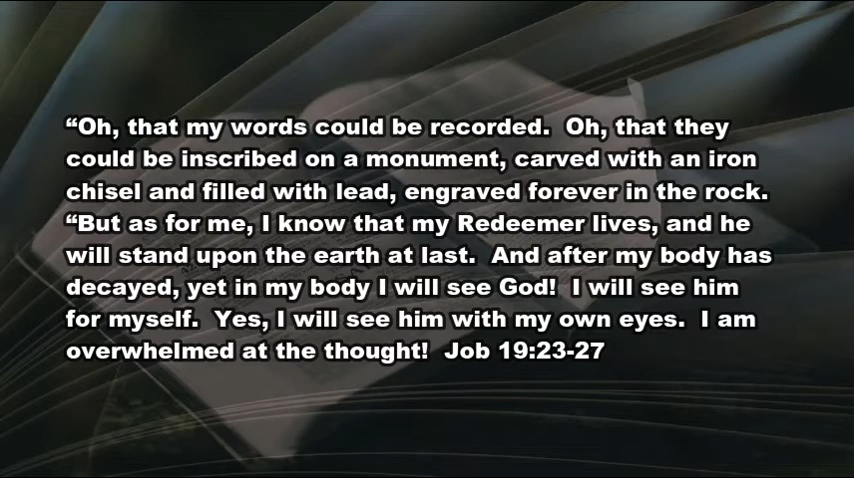 “Oh, that my words could be recorded.  Oh, that they
could be inscribed on a monument, carved with an iron
chisel and filled with lead, engraved forever in the rock.
“But as for me, I know that my Redeemer lives, and he
will stand upon the earth at last.  And after my body has
decayed, yet in my body I will see God!  I will see him
for myself.  Yes, I will see him with my own eyes.  I am
overwhelmed at the thought!  Job 19:23-27